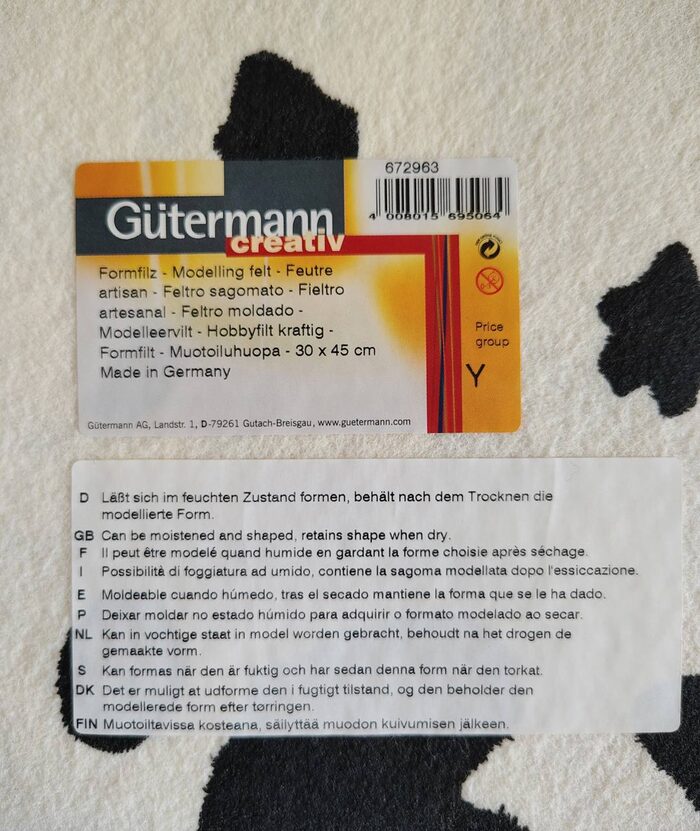 672963
4 008015 695064
Gütermann
creativ
Formfilz - Modelling felt - Feutre
artisan - Feltro sagomato - Fieltro
artesanal - Feltro moldado -
Modelleervilt - Hobbyfilt kraftig -
Formfilt - Muotoiluhuopa - 30 x 45 cm
Made in Germany
Price
group
Y
Gütermann AG, Landstr. 1, D-79261 Gutach-Breisgau, www.guetermann.com
D Läßt sich im feuchten Zustand formen, behält nach dem Trocknen die
modellierte Form.
GB Can be moistened and shaped, retains shape when dry.
F Il peut être modelé quand humide en gardant la forme choisie après séchage.
I Possibilità di foggiatura ad umido, contiene la sagoma modellata dopo l'essiccazione.
E Moldeable cuando húmedo, tras el secado mantiene la forma que se le ha dado.
P Deixar moldar no estado húmido para adquirir o formato modelado ao secar.
NL Kan in vochtige staat in model worden gebracht, behoudt na het drogen de
gemaakte vorm.
S Kan formas när den är fuktig och har sedan denna form när den torkat.
DK Det er muligt at udforme den i fugtigt tilstand, og den beholder den
modellerede form efter tørringen.
FIN Muotoiltavissa kosteana, säilyttää muodon kuivumisen jälkeen.